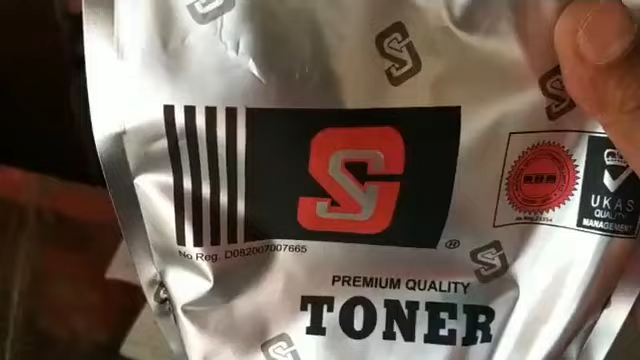 S
®
No Reg. D082007007665
PREMIUM QUALITY
TONER
UKAS
QUALITY
MANAGEMENT